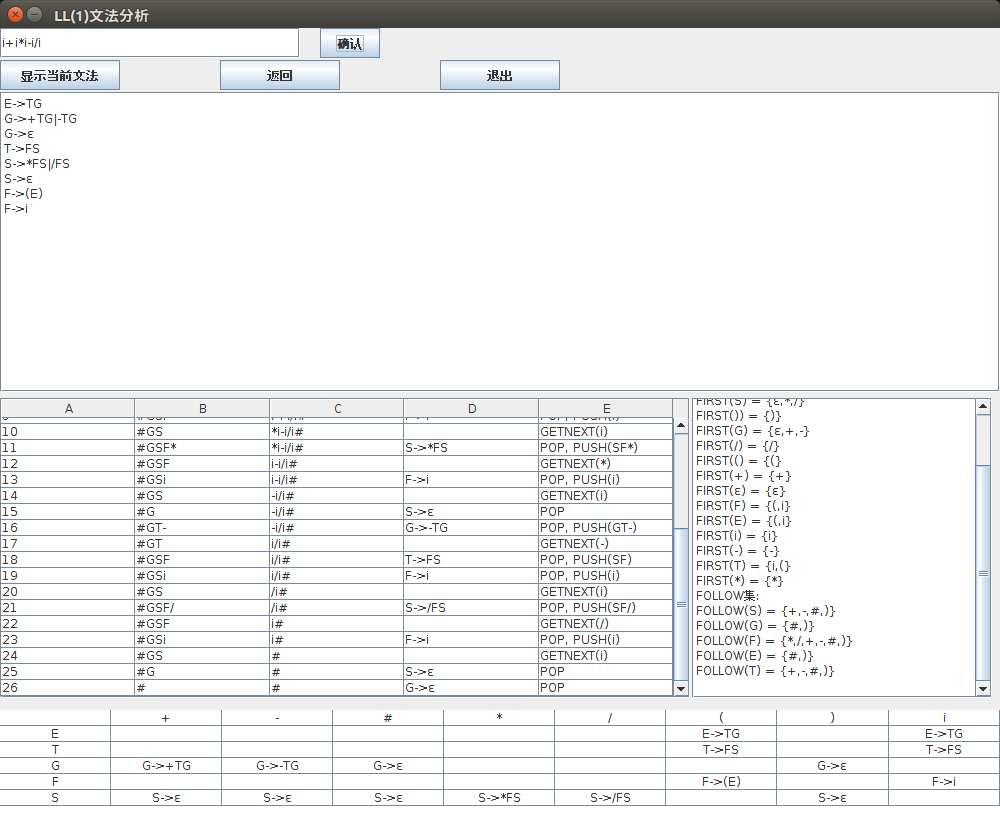 LL(1)文法分析
i+i*i-i/i 确认
显示当前文法 返回 退出
E->TG
G->+TG|-TG
G->ε
T->FS
S->*FS|/FS
S->ε
F->(E)
F->i
A B C D E
10 #GS *i-i/i# GETNEXT(i)
11 #GSF* *i-i/i# S->*FS POP, PUSH(SF*)
12 #GSF i-i/i# GETNEXT(*)
13 #GSi i-i/i# F->i POP, PUSH(i)
14 #GS -i/i# GETNEXT(i)
15 #G -i/i# S->ε POP
16 #GT- -i/i# G->-TG POP, PUSH(GT-)
17 #GT i/i# GETNEXT(-)
18 #GSF i/i# T->FS POP, PUSH(SF)
19 #GSi i/i# F->i POP, PUSH(i)
20 #GS /i# GETNEXT(i)
21 #GSF/ /i# S->/FS POP, PUSH(SF/)
22 #GSF i# GETNEXT(/)
23 #GSi i# F->i POP, PUSH(i)
24 #GS # GETNEXT(i)
25 #G # S->ε POP
26 # # G->ε POP
FIRST(S) = {ε,*,/}
FIRST()) = {)}
FIRST(G) = {ε,+,-}
FIRST(/) = {/}
FIRST(() = {(}
FIRST(+) = {+}
FIRST(ε) = {ε}
FIRST(F) = {(,i}
FIRST(E) = {(,i}
FIRST(i) = {i}
FIRST(-) = {-}
FIRST(T) = {i,(}
FIRST(*) = {*}
FOLLOW集:
FOLLOW(S) = {+,-,#,)}
FOLLOW(G) = {#,)}
FOLLOW(F) = {*,/,+,-,#,)}
FOLLOW(E) = {#,)}
FOLLOW(T) = {+,-,#,)}
+ - # * / ( ) i
E E->TG E->TG
T T->FS T->FS
G G->+TG G->-TG G->ε G->ε
F F->(E) F->i
S S->ε S->ε S->ε S->*FS S->/FS S->ε